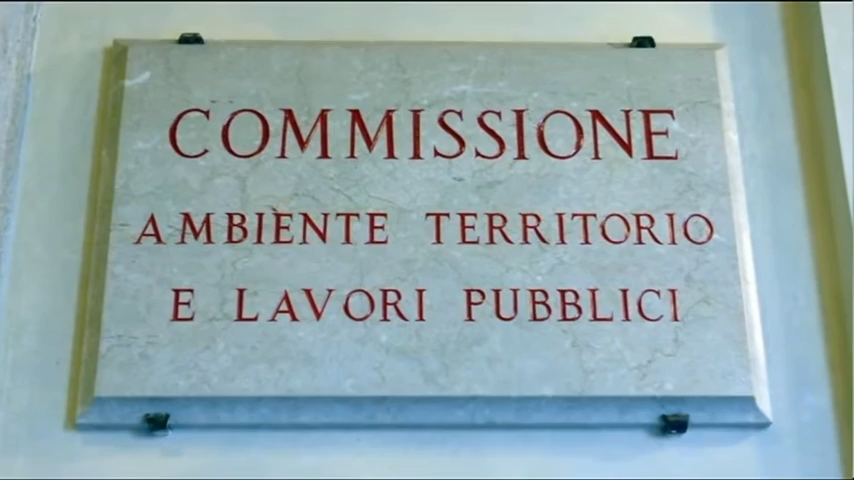 COMMISSIONE
AMBIENTE TERRITORIO
E LAVORI PUBBLICI